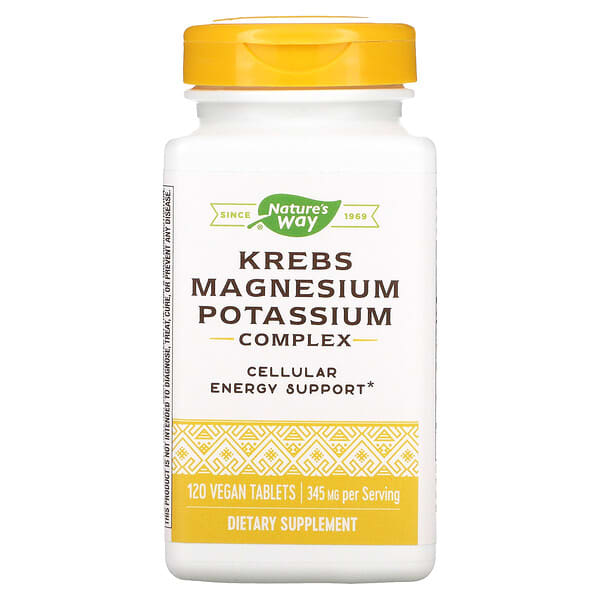 SINCE Nature's Way® 1969
KREBS
MAGNESIUM
POTASSIUM
COMPLEX
CELLULAR
ENERGY SUPPORT*
120 VEGAN TABLETS | 345 MG per Serving
DIETARY SUPPLEMENT
THIS PRODUCT IS NOT INTENDED TO DIAGNOSE, TREAT, CURE, OR PREVENT ANY DISEASE.